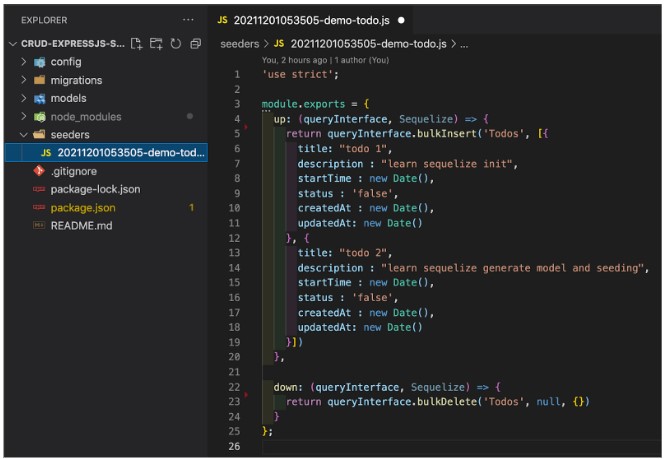 EXPLORER
CRUD-EXPRESSJS-S...
config
migrations
models
node_modules
seeders
JS 20211201053505-demo-tod...
.gitignore
package-lock.json
package.json 1
README.md
JS 20211201053505-demo-todo.js
seeders > JS 20211201053505-demo-todo.js > ...
You, 2 hours ago | 1 author (You)
1 'use strict';
2
3 module.exports = {
4 up: (queryInterface, Sequelize) => {
5 return queryInterface.bulkInsert('Todos', [{
6 title: "todo 1",
7 description : "learn sequelize init",
8 startTime : new Date(),
9 status : 'false',
10 createdAt : new Date(),
11 updatedAt: new Date()
12 }, {
13 title: "todo 2",
14 description : "learn sequelize generate model and seeding",
15 startTime : new Date(),
16 status : 'false',
17 createdAt : new Date(),
18 updatedAt: new Date()
19 }])
20 },
21
22 down: (queryInterface, Sequelize) => {
23 return queryInterface.bulkDelete('Todos', null, {})
24 }
25 };
26